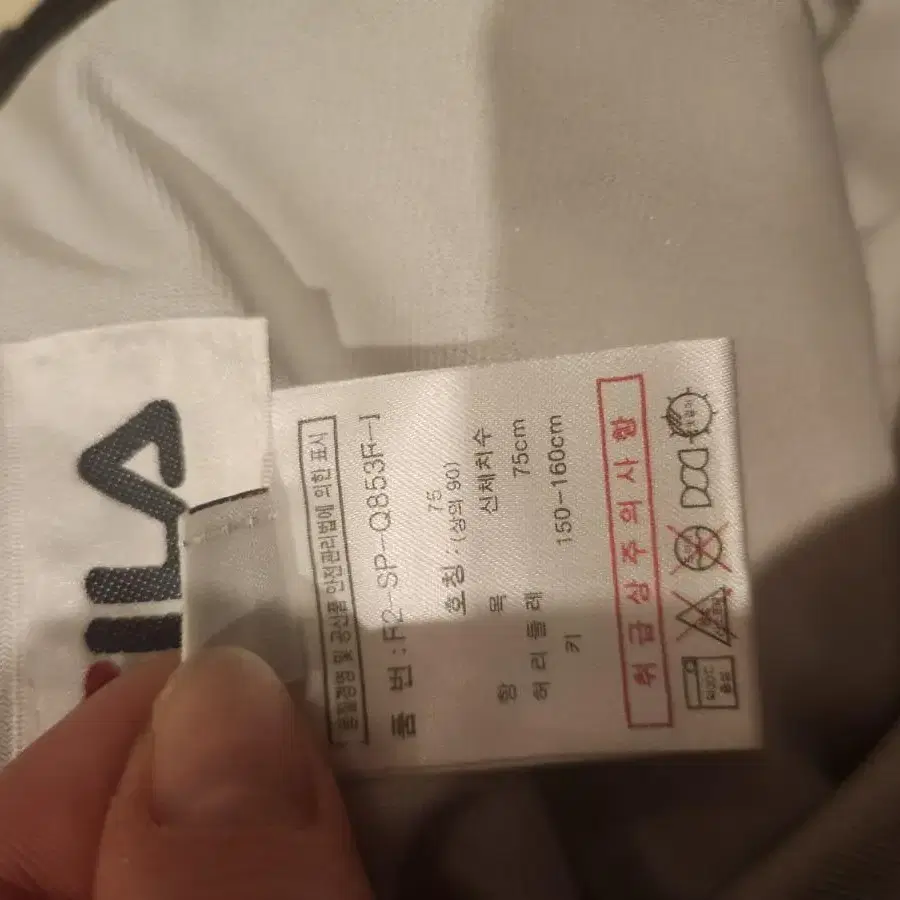 FILA
품질경영 및 공산품 안전관리법에 의한 표시
품 번 : F2-SP-Q853F-I
호칭 : 75
(상의 90)
항 목 신체치수
허리둘레 75cm
키 150-160cm
취급상주의사항